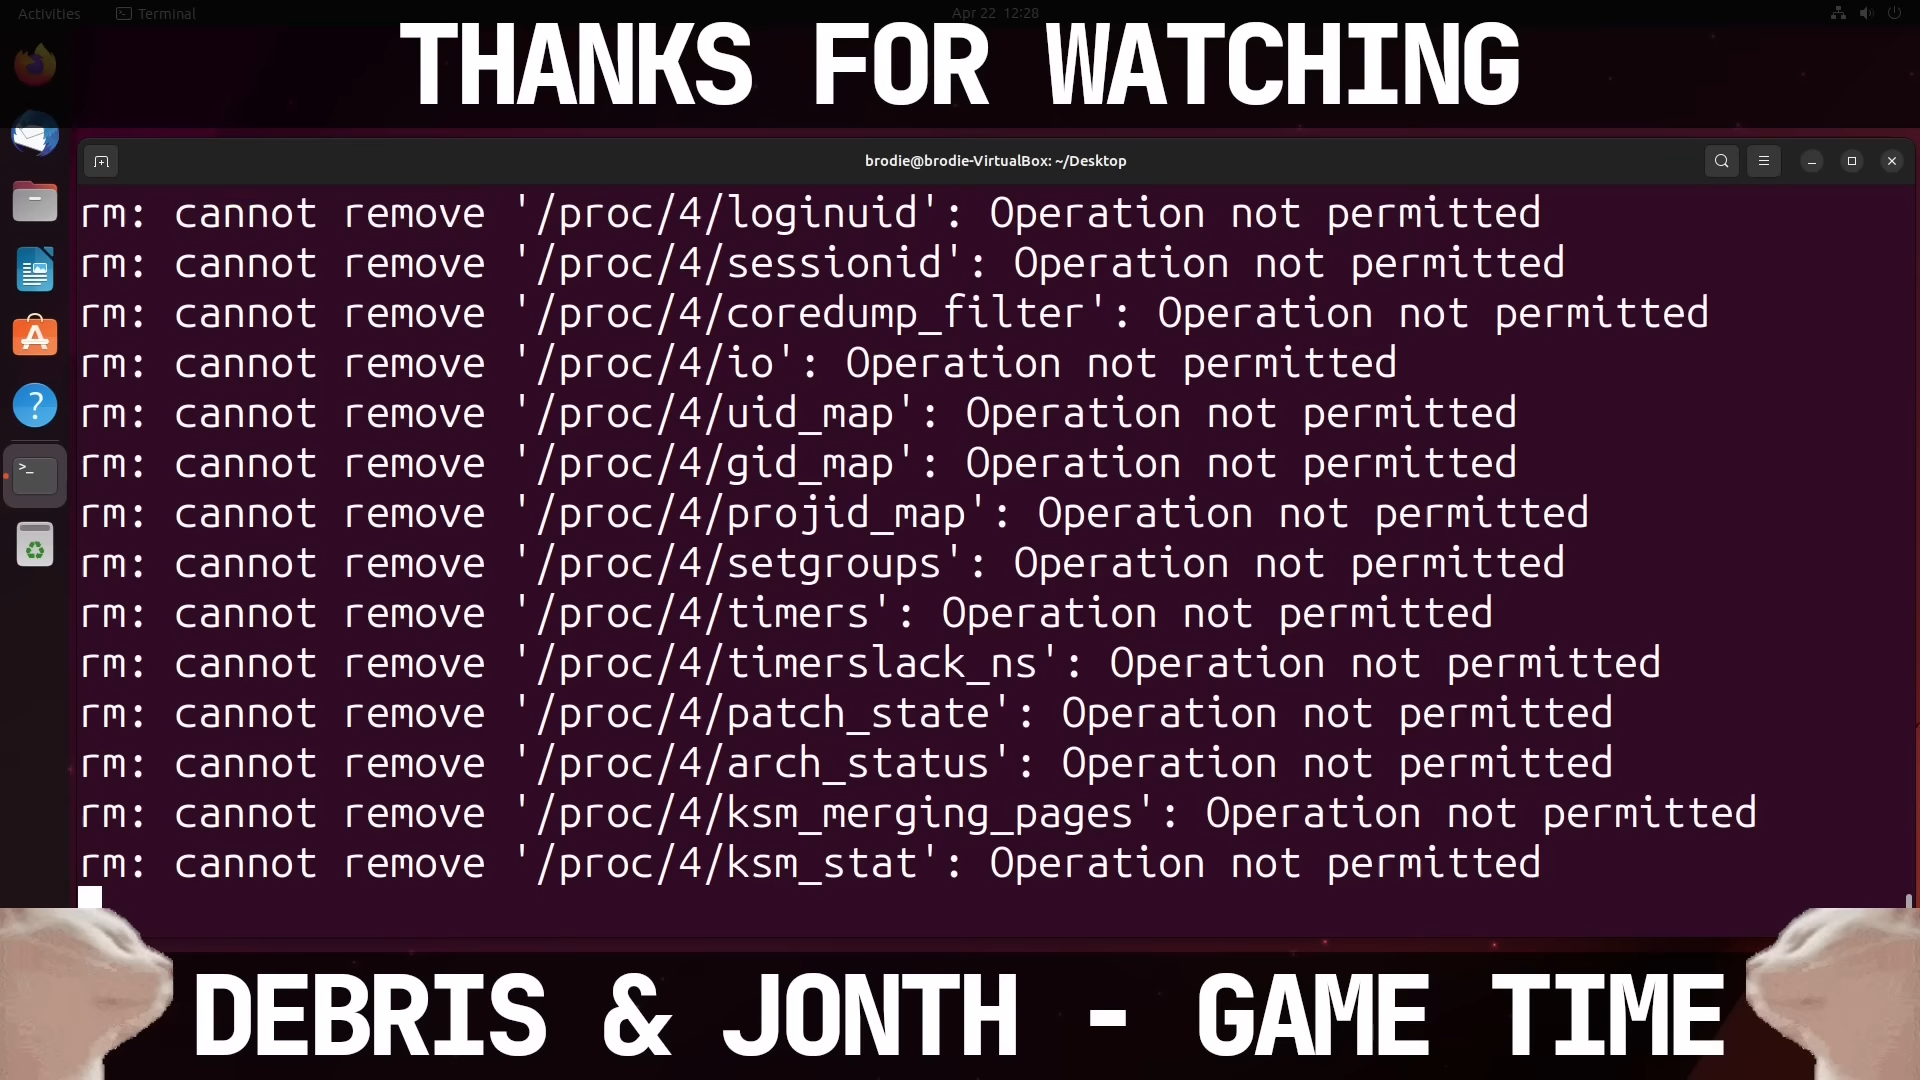 Activities
Terminal
Apr 22 12:28
THANKS FOR WATCHING
brodie@brodie-VirtualBox: ~/Desktop
rm: cannot remove '/proc/4/loginuid': Operation not permitted
rm: cannot remove '/proc/4/sessionid': Operation not permitted
rm: cannot remove '/proc/4/coredump_filter': Operation not permitted
rm: cannot remove '/proc/4/io': Operation not permitted
rm: cannot remove '/proc/4/uid_map': Operation not permitted
rm: cannot remove '/proc/4/gid_map': Operation not permitted
rm: cannot remove '/proc/4/projid_map': Operation not permitted
rm: cannot remove '/proc/4/setgroups': Operation not permitted
rm: cannot remove '/proc/4/timers': Operation not permitted
rm: cannot remove '/proc/4/timerslack_ns': Operation not permitted
rm: cannot remove '/proc/4/patch_state': Operation not permitted
rm: cannot remove '/proc/4/arch_status': Operation not permitted
rm: cannot remove '/proc/4/ksm_merging_pages': Operation not permitted
rm: cannot remove '/proc/4/ksm_stat': Operation not permitted
DEBRIS & JONTH - GAME TIME